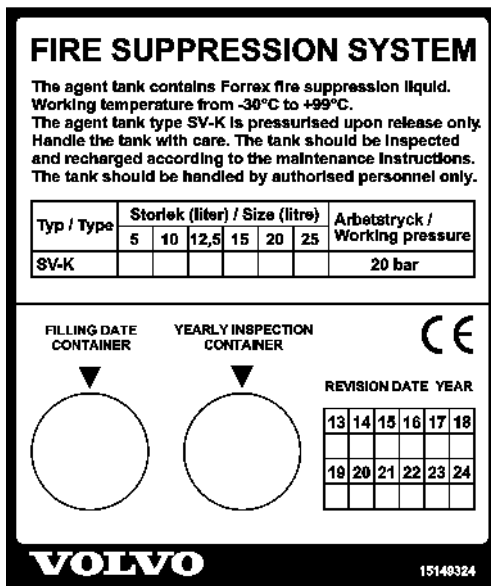 FIRE SUPPRESSION SYSTEM
The agent tank contains Forrex fire suppression liquid.
Working temperature from -30°C to +99°C.
The agent tank type SV-K is pressurised upon release only.
Handle the tank with care. The tank should be inspected
and recharged according to the maintenance instructions.
The tank should be handled by authorised personnel only.
Typ / Type Storlek (liter) / Size (litre) Arbetstryck /
Working pressure
5 10 12,5 15 20 25
SV-K 20 bar
FILLING DATE
CONTAINER
YEARLY INSPECTION
CONTAINER
CE
REVISION DATE YEAR
13 14 15 16 17 18
19 20 21 22 23 24
VOLVO
15149324